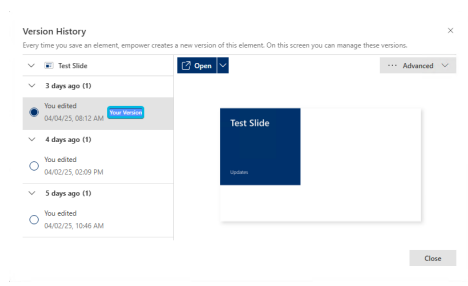 Version History
Every time you save an element, empower creates a new version of this element. On this screen you can manage these versions.
Test Slide
3 days ago (1)
You edited
04/04/25, 08:12 AM
Your Version
4 days ago (1)
You edited
04/02/25, 02:09 PM
5 days ago (1)
You edited
04/02/25, 10:46 AM
Open
Advanced
Test Slide
Updates
Close